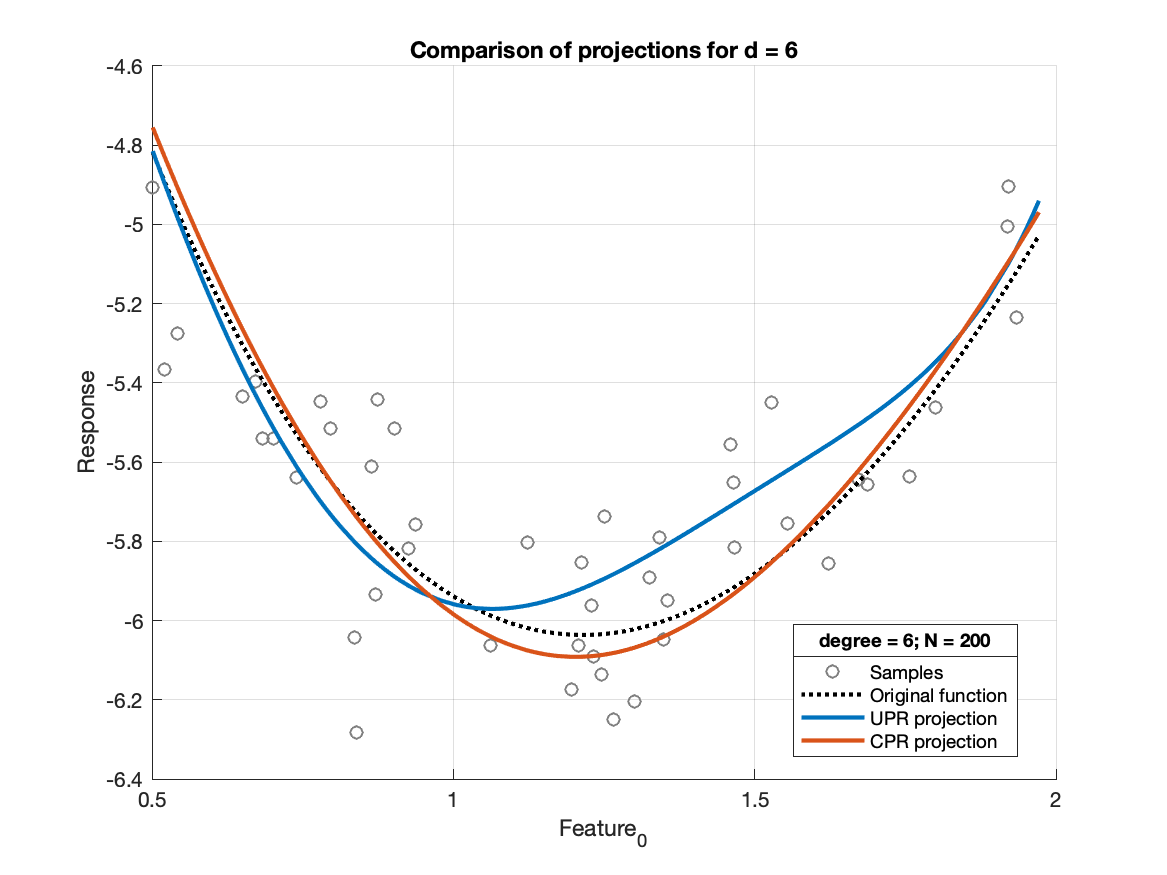 Comparison of projections for d = 6
-4.6
-4.8
-5
-5.2
-5.4
-5.6
-5.8
-6
-6.2
-6.4
Response
0.5
1
1.5
2
Feature0
degree = 6; N = 200
Samples
Original function
UPR projection
CPR projection